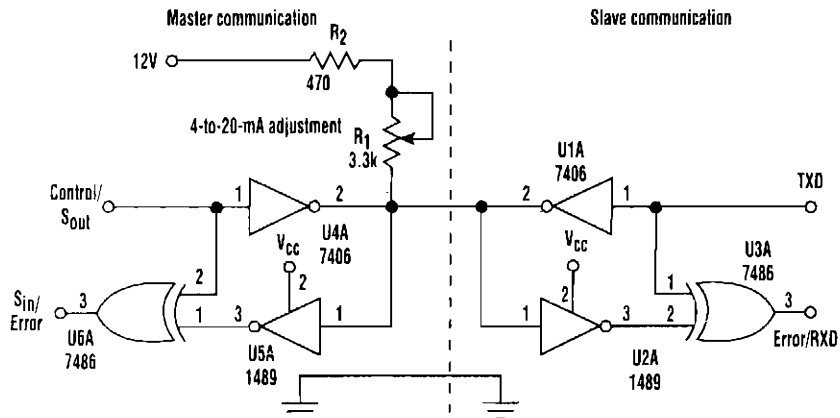 Master communication
Slave communication
R2
12V
470
4-to-20-mA adjustment
R1
3.3k
U1A
7406
Control/
Sout
1
2
2
1
TXD
U4A
7406
Vcc
2
Vcc
2
U3A
7486
Sin/
Error
3
2
1
3
1
1
3
1
2
3
Error/RXD
U6A
7486
U5A
1489
U2A
1489